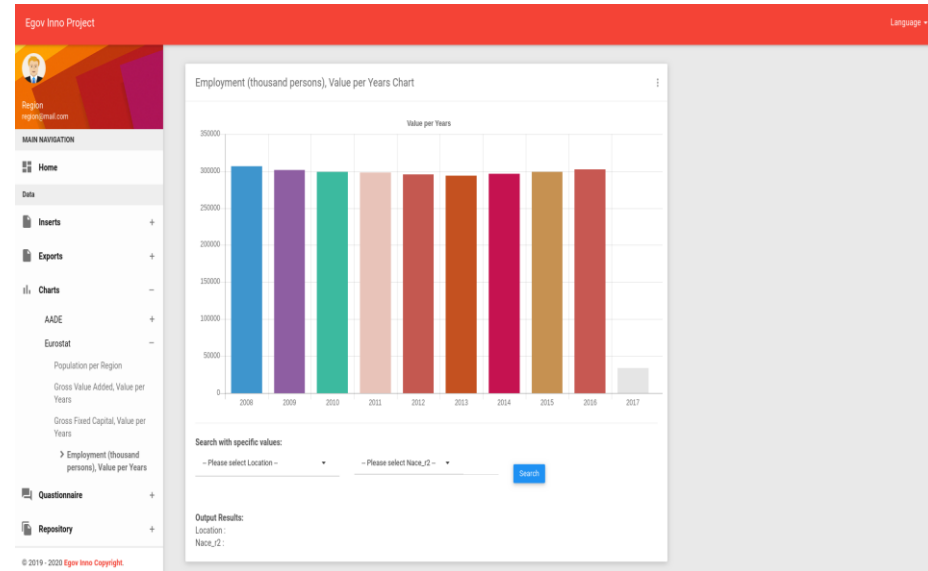 Egov Inno Project
Language
Region
region@mail.com
MAIN NAVIGATION
Home
Data
Inserts +
Exports +
Charts −
AADE +
Eurostat −
Population per Region
Gross Value Added, Value per
Years
Gross Fixed Capital, Value per
Years
> Employment (thousand
persons), Value per Years
Quastionnaire +
Repository +
© 2019 - 2020 Egov Inno Copyright.
Employment (thousand persons), Value per Years Chart
Value per Years
350000
300000
250000
200000
150000
100000
50000
0
2008 2009 2010 2011 2012 2013 2014 2015 2016 2017
Search with specific values:
-- Please select Location -- -- Please select Nace_r2 -- Search
Output Results:
Location :
Nace_r2 :